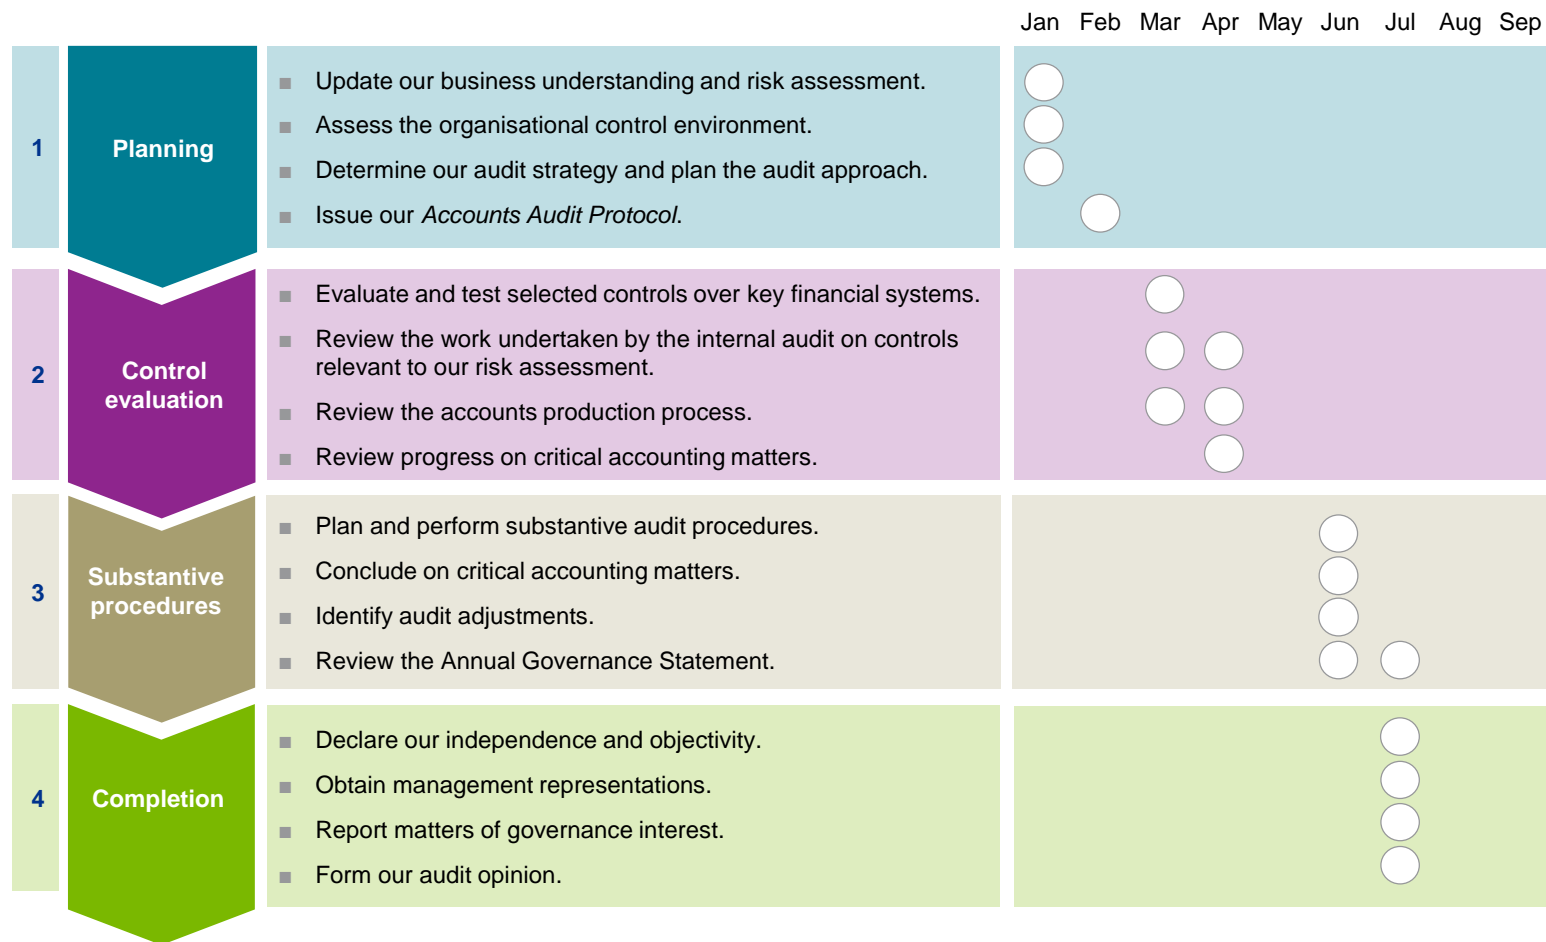 Jan Feb Mar Apr May Jun Jul Aug Sep
1
Planning
■ Update our business understanding and risk assessment.
■ Assess the organisational control environment.
■ Determine our audit strategy and plan the audit approach.
■ Issue our Accounts Audit Protocol.
2
Control
evaluation
■ Evaluate and test selected controls over key financial systems.
■ Review the work undertaken by the internal audit on controls
relevant to our risk assessment.
■ Review the accounts production process.
■ Review progress on critical accounting matters.
3
Substantive
procedures
■ Plan and perform substantive audit procedures.
■ Conclude on critical accounting matters.
■ Identify audit adjustments.
■ Review the Annual Governance Statement.
4
Completion
■ Declare our independence and objectivity.
■ Obtain management representations.
■ Report matters of governance interest.
■ Form our audit opinion.